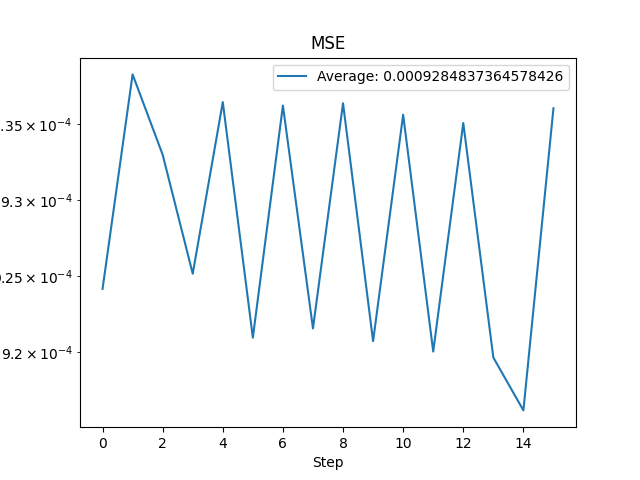 MSE
Average: 0.0009284837364578426
.35 × 10⁻⁴
9.3 × 10⁻⁴
.25 × 10⁻⁴
9.2 × 10⁻⁴
0 2 4 6 8 10 12 14
Step